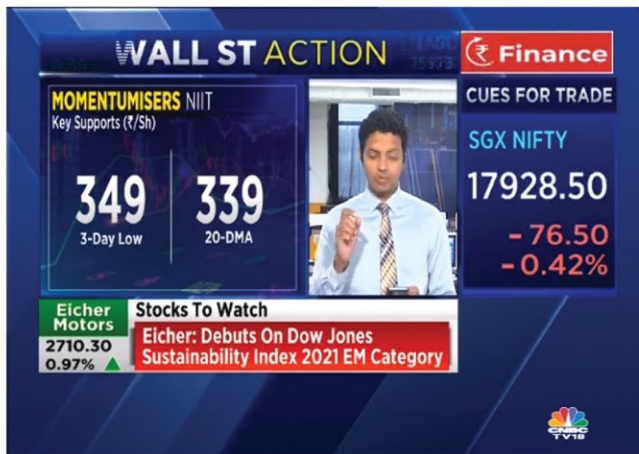 WALL ST ACTION
₹ Finance
MOMENTUMISERS NIIT
Key Supports (₹/Sh)
349
3-Day Low
339
20-DMA
CUES FOR TRADE
SGX NIFTY
17928.50
- 76.50
- 0.42%
Eicher
Motors
2710.30
0.97%
Stocks To Watch
Eicher: Debuts On Dow Jones
Sustainability Index 2021 EM Category
CNBC
TV18